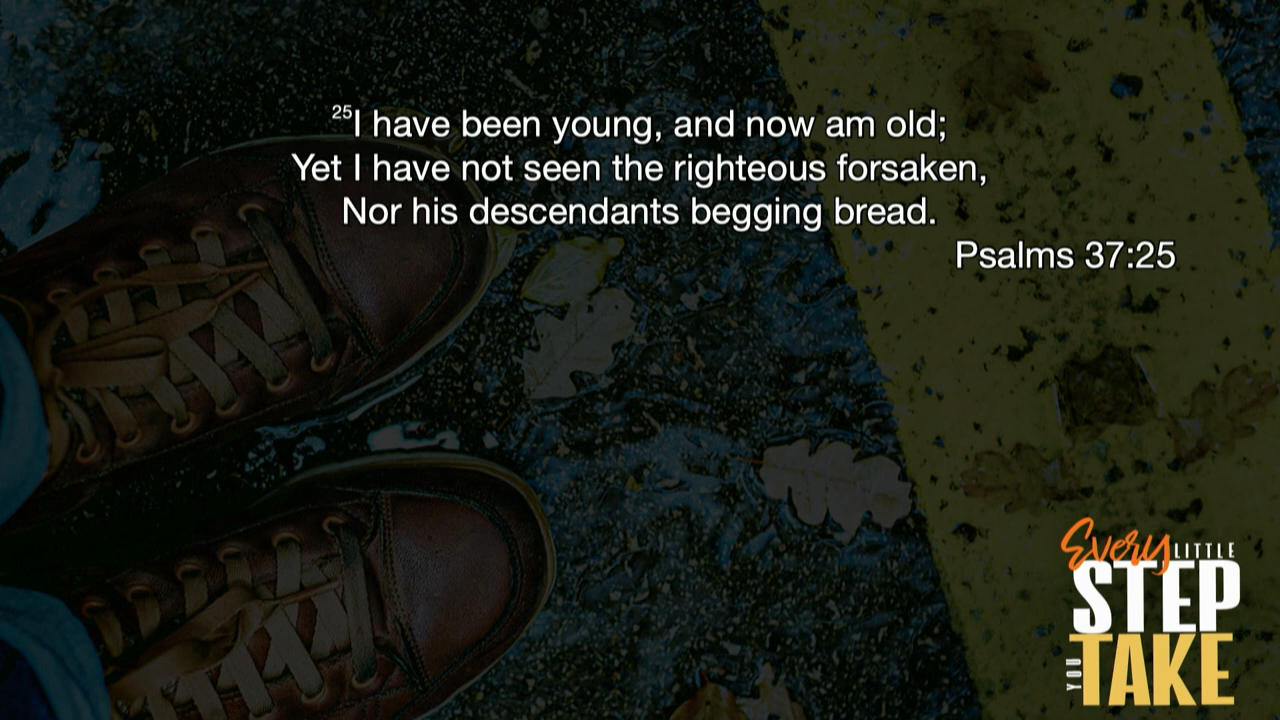 25I have been young, and now am old;
Yet I have not seen the righteous forsaken,
Nor his descendants begging bread.
Psalms 37:25
Every LITTLE
STEP
YOU TAKE